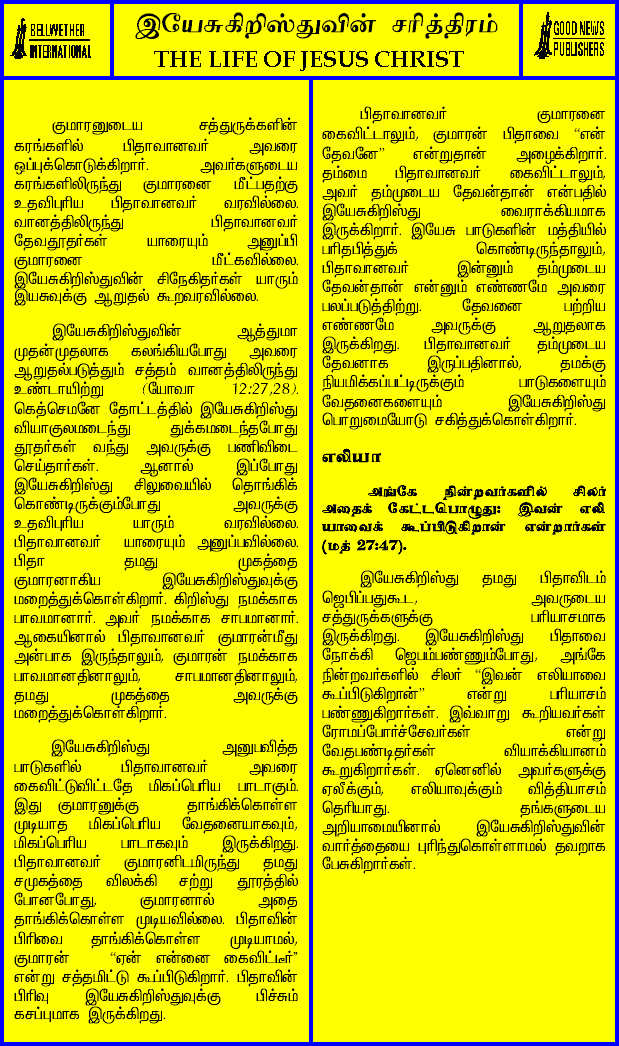 BELLWETHER
INTERNATIONAL
இயேசுகிறிஸ்துவின் சரித்திரம்
THE LIFE OF JESUS CHRIST
GOOD NEWS
PUBLISHERS
குமாரனுடைய சத்துருக்களின்
கரங்களில் பிதாவானவர் அவரை
ஒப்புக்கொடுக்கிறார். அவர்களுடைய
கரங்களிலிருந்து குமாரனை மீட்பதற்கு
உதவிபுரிய பிதாவானவர் வரவில்லை.
வானத்திலிருந்து பிதாவானவர்
தேவதூதர்கள் யாரையும் அனுப்பி
குமாரனை மீட்கவில்லை.
இயேசுகிறிஸ்துவின் சிநேகிதர்கள் யாரும்
இயசுவுக்கு ஆறுதல் கூறவரவில்லை.
இயேசுகிறிஸ்துவின் ஆத்துமா
முதன்முதலாக கலங்கியபோது அவரை
ஆறுதல்படுத்தும் சத்தம் வானத்திலிருந்து
உண்டாயிற்று (யோவா 12:27,28).
கெத்செமனே தோட்டத்தில் இயேசுகிறிஸ்து
வியாகுலமடைந்து துக்கமடைந்தபோது
தூதர்கள் வந்து அவருக்கு பணிவிடை
செய்தார்கள். ஆனால் இப்போது
இயேசுகிறிஸ்து சிலுவையில் தொங்கிக்
கொண்டிருக்கும்போது அவருக்கு
உதவிபுரிய யாரும் வரவில்லை.
பிதாவானவர் யாரையும் அனுப்பவில்லை.
பிதா தமது முகத்தை
குமாரனாகிய இயேசுகிறிஸ்துவுக்கு
மறைத்துக்கொள்கிறார். கிறிஸ்து நமக்காக
பாவமானார். அவர் நமக்காக சாபமானார்.
ஆகையினால் பிதாவானவர் குமாரன்மீது
அன்பாக இருந்தாலும், குமாரன் நமக்காக
பாவமானதினாலும், சாபமானதினாலும்,
தமது முகத்தை அவருக்கு
மறைத்துக்கொள்கிறார்.
இயேசுகிறிஸ்து அனுபவித்த
பாடுகளில் பிதாவானவர் அவரை
கைவிட்டுவிட்டதே மிகப்பெரிய பாடாகும்.
இது குமாரனுக்கு தாங்கிக்கொள்ள
முடியாத மிகப்பெரிய வேதனையாகவும்,
மிகப்பெரிய பாடாகவும் இருக்கிறது.
பிதாவானவர் குமாரனிடமிருந்து தமது
சமுகத்தை விலக்கி சற்று தூரத்தில்
போனபோது, குமாரனால் அதை
தாங்கிக்கொள்ள முடியவில்லை. பிதாவின்
பிரிவை தாங்கிக்கொள்ள முடியாமல்,
குமாரன் “ஏன் என்னை கைவிட்டீர்”
என்று சத்தமிட்டு கூப்பிடுகிறார். பிதாவின்
பிரிவு இயேசுகிறிஸ்துவுக்கு பிச்சும்
கசப்புமாக இருக்கிறது.
பிதாவானவர் குமாரனை
கைவிட்டாலும், குமாரன் பிதாவை “என்
தேவனே” என்றுதான் அழைக்கிறார்.
தம்மை பிதாவானவர் கைவிட்டாலும்,
அவர் தம்முடைய தேவன்தான் என்பதில்
இயேசுகிறிஸ்து வைராக்கியமாக
இருக்கிறார். இயேசு பாடுகளின் மத்தியில்
பரிதபித்துக் கொண்டிருந்தாலும்,
பிதாவானவர் இன்னும் தம்முடைய
தேவன்தான் என்னும் எண்ணமே அவரை
பலப்படுத்திற்று. தேவனை பற்றிய
எண்ணமே அவருக்கு ஆறுதலாக
இருக்கிறது. பிதாவானவர் தம்முடைய
தேவனாக இருப்பதினால், தமக்கு
நியமிக்கப்பட்டிருக்கும் பாடுகளையும்
வேதனைகளையும் இயேசுகிறிஸ்து
பொறுமையோடு சகித்துக்கொள்கிறார்.
எலியா
அங்கே நின்றவர்களில் சிலர்
அதைக் கேட்டபொழுது: இவன் எலி
யாவைக் கூப்பிடுகிறான் என்றார்கள்
(மத் 27:47).
இயேசுகிறிஸ்து தமது பிதாவிடம்
ஜெபிப்பதுகூட, அவருடைய
சத்துருக்களுக்கு பரியாசமாக
இருக்கிறது. இயேசுகிறிஸ்து பிதாவை
நோக்கி ஜெபம்பண்ணும்போது, அங்கே
நின்றவர்களில் சிலர் “இவன் எலியாவை
கூப்பிடுகிறான்” என்று பரியாசம்
பண்ணுகிறார்கள். இவ்வாறு கூறியவர்கள்
ரோமப்போர்ச்சேவர்கள் என்று
வேதபண்டிதர்கள் வியாக்கியானம்
கூறுகிறார்கள். ஏனெனில் அவர்களுக்கு
ஏலீக்கும், எலியாவுக்கும் வித்தியாசம்
தெரியாது. தங்களுடைய
அறியாமையினால் இயேசுகிறிஸ்துவின்
வார்த்தையை புரிந்துகொள்ளாமல் தவறாக
பேசுகிறார்கள்.